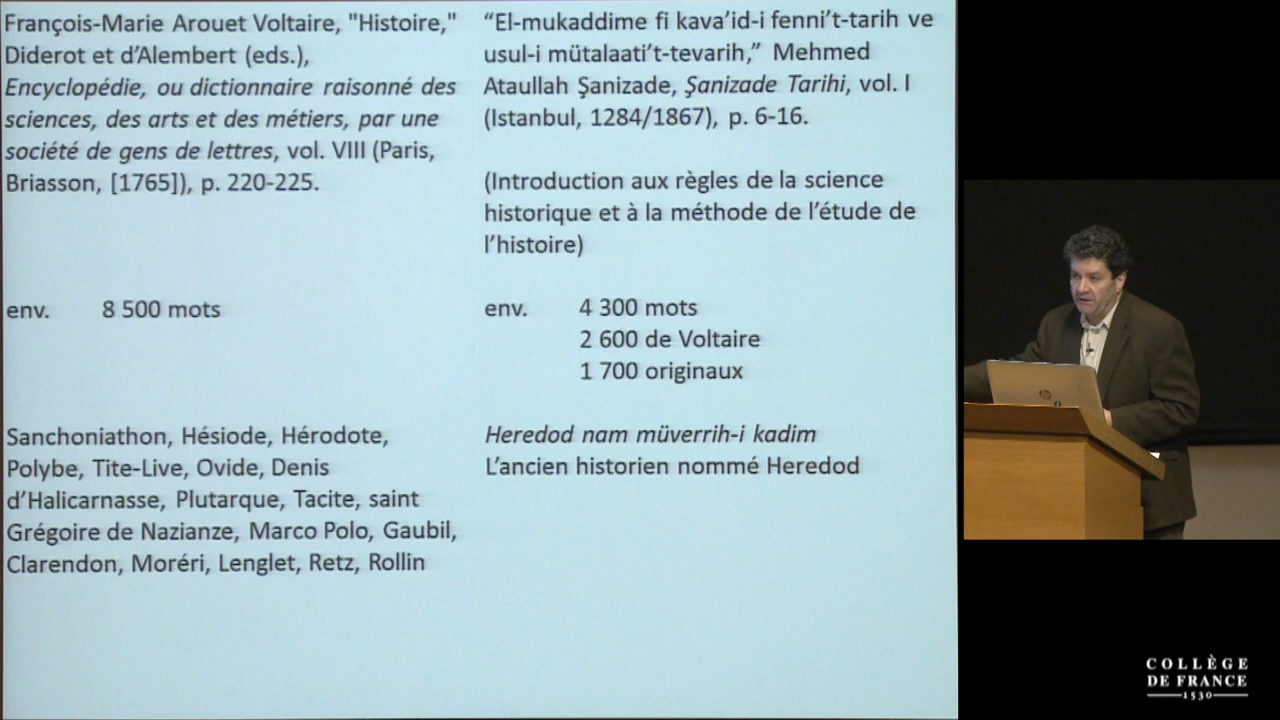 François-Marie Arouet Voltaire, "Histoire,"
Diderot et d’Alembert (eds.),
Encyclopédie, ou dictionnaire raisonné des
sciences, des arts et des métiers, par une
société de gens de lettres, vol. VIII (Paris,
Briasson, [1765]), p. 220-225.
env. 8 500 mots
Sanchoniathon, Hésiode, Hérodote,
Polybe, Tite-Live, Ovide, Denis
d’Halicarnasse, Plutarque, Tacite, saint
Grégoire de Nazianze, Marco Polo, Gaubil,
Clarendon, Moréri, Lenglet, Retz, Rollin
“El-mukaddime fi kava’id-i fenni’t-tarih ve
usul-i mütalaati’t-tevarih,” Mehmed
Ataullah Şanizade, Şanizade Tarihi, vol. I
(Istanbul, 1284/1867), p. 6-16.
(Introduction aux règles de la science
historique et à la méthode de l’étude de
l’histoire)
env. 4 300 mots
2 600 de Voltaire
1 700 originaux
Heredod nam müverrih-i kadim
L’ancien historien nommé Heredod
hp
COLLÈGE
DE FRANCE
1530